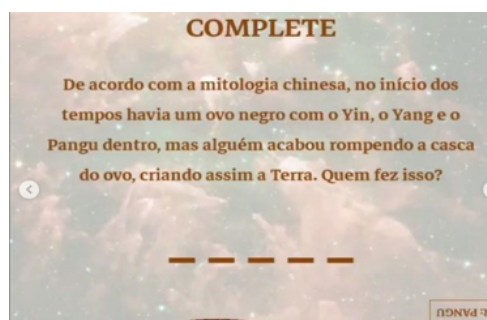 COMPLETE
De acordo com a mitologia chinesa, no início dos
tempos havia um ovo negro com o Yin, o Yang e o
Pangu dentro, mas alguém acabou rompendo a casca
do ovo, criando assim a Terra. Quem fez isso?
_ _ _ _ _
R: PANGU